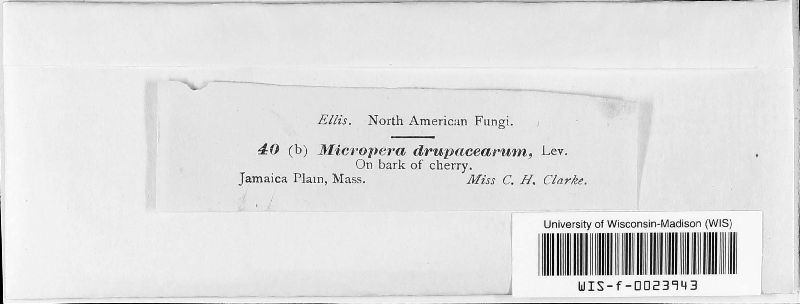 Ellis. North American Fungi.
40 (b) Micropera drupacearum, Lev.
On bark of cherry.
Jamaica Plain, Mass. Miss C. H. Clarke.
University of Wisconsin-Madison (WIS)
WIS-f-0023943